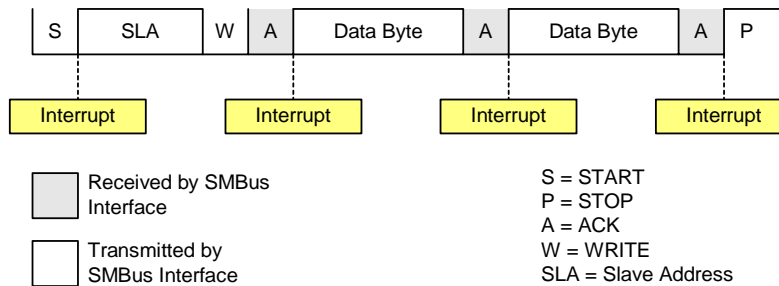 S SLA W A Data Byte A Data Byte A P
Interrupt Interrupt Interrupt Interrupt
Received by SMBus
Interface
Transmitted by
SMBus Interface
S = START
P = STOP
A = ACK
W = WRITE
SLA = Slave Address